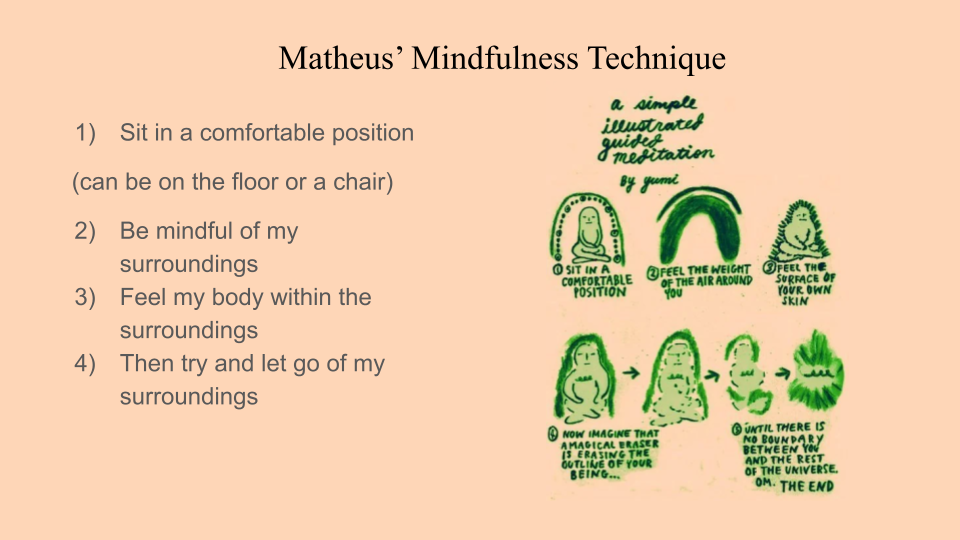 Matheus’ Mindfulness Technique
1) Sit in a comfortable position
(can be on the floor or a chair)
2) Be mindful of my
surroundings
3) Feel my body within the
surroundings
4) Then try and let go of my
surroundings
a simple
illustrated
guided
meditation
By yumi
① SIT IN A
COMFORTABLE
POSITION
② FEEL THE WEIGHT
OF THE AIR AROUND
YOU
③ FEEL THE
SURFACE OF
YOUR OWN
SKIN
④ NOW IMAGINE THAT
A MAGICAL ERASER
IS ERASING THE
OUTLINE OF YOUR
BEING...
⑤ UNTIL THERE IS
NO BOUNDARY
BETWEEN YOU
AND THE REST
OF THE UNIVERSE.
OM. THE END